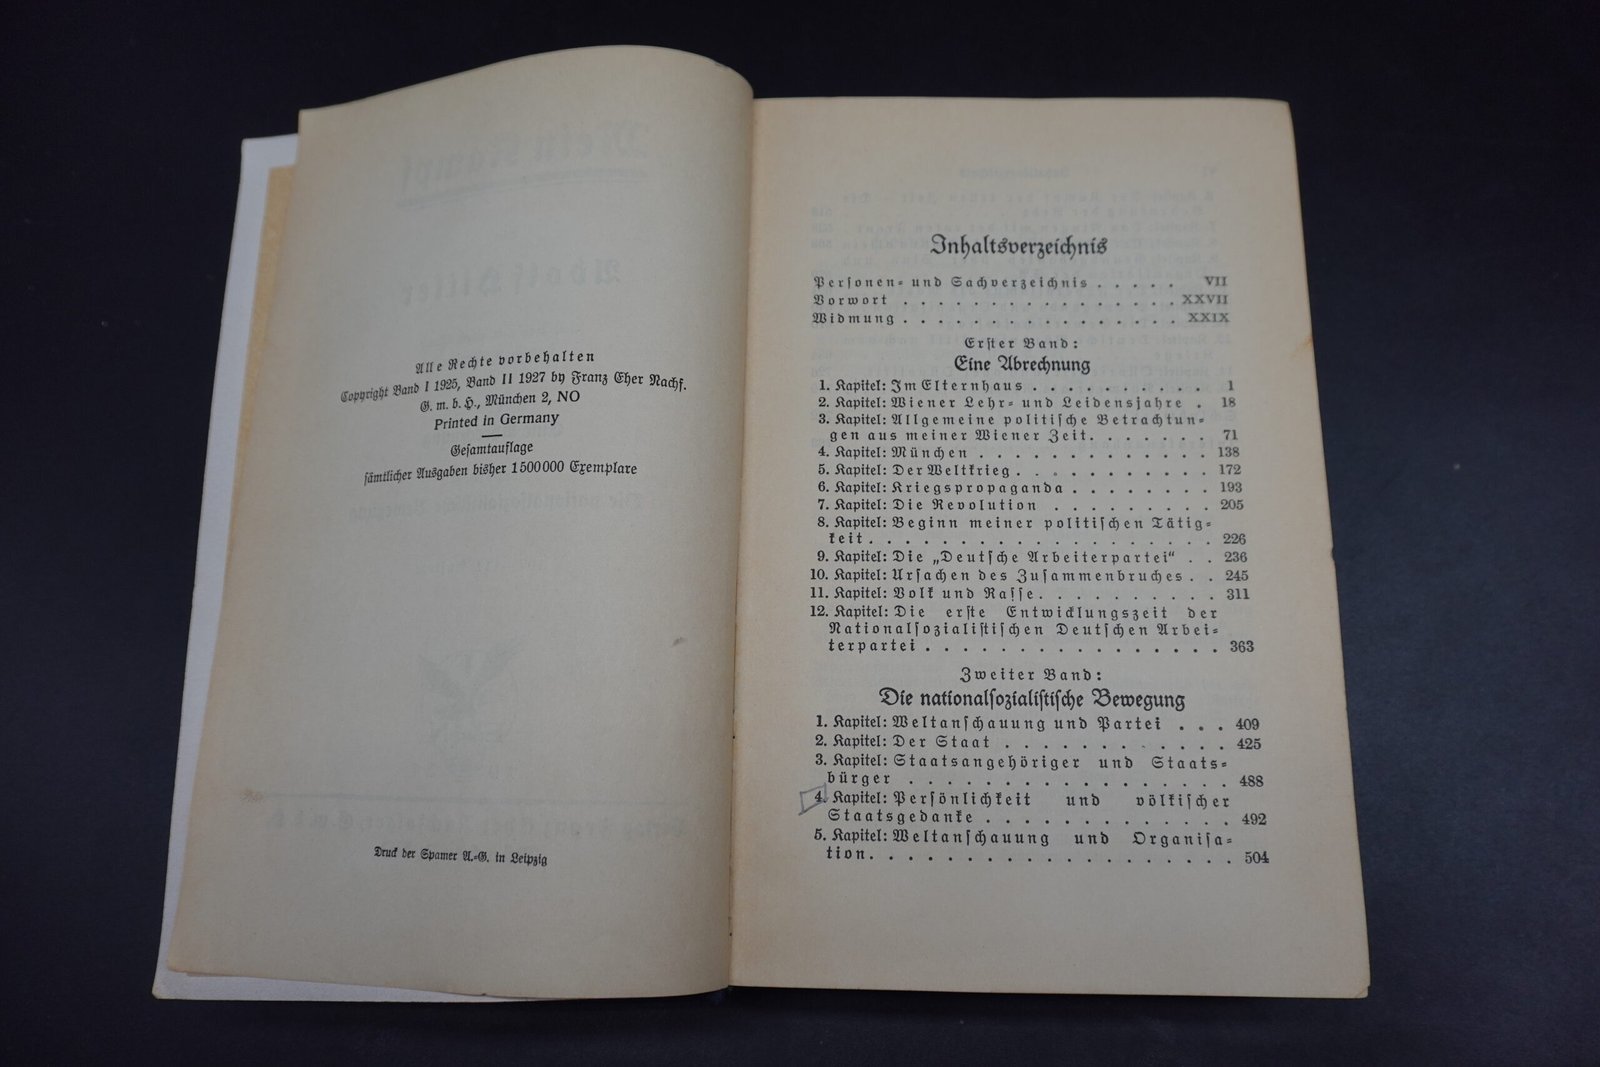 Alle Rechte vorbehalten
Copyright Band I 1925, Band II 1927 by Franz Eher Nachf.
G. m. b. H., München 2, NO
Printed in Germany
Gesamtauflage
sämtlicher Ausgaben bisher 1500000 Exemplare
Druck der Spamer A.-G. in Leipzig
Inhaltsverzeichnis
Personen- und Sachverzeichnis . . . . . VII
Vorwort . . . . . . . . . . . . . . . . XXVII
Widmung . . . . . . . . . . . . . . . . XXIX
Erster Band:
Eine Abrechnung
1. Kapitel: Im Elternhaus . . . . . . . . . . 1
2. Kapitel: Wiener Lehr- und Leidensjahre . 18
3. Kapitel: Allgemeine politische Betrachtun-
gen aus meiner Wiener Zeit. . . . . . . 71
4. Kapitel: München . . . . . . . . . . . . . 138
5. Kapitel: Der Weltkrieg . . . . . . . . . . . 172
6. Kapitel: Kriegspropaganda . . . . . . . . 193
7. Kapitel: Die Revolution . . . . . . . . . 205
8. Kapitel: Beginn meiner politischen Tätig-
keit . . . . . . . . . . . . . . . . . . . . 226
9. Kapitel: Die „Deutsche Arbeiterpartei“ . . 236
10. Kapitel: Ursachen des Zusammenbruches . . 245
11. Kapitel: Volk und Rasse . . . . . . . . . . 311
12. Kapitel: Die erste Entwicklungszeit der
Nationalsozialistischen Deutschen Arbei-
terpartei . . . . . . . . . . . . . . . . . 363
Zweiter Band:
Die nationalsozialistische Bewegung
1. Kapitel: Weltanschauung und Partei . . . 409
2. Kapitel: Der Staat . . . . . . . . . . . . 425
3. Kapitel: Staatsangehöriger und Staats-
bürger . . . . . . . . . . . . . . . . . . 488
4. Kapitel: Persönlichkeit und völkischer
Staatsgedanke . . . . . . . . . . . . . . 492
5. Kapitel: Weltanschauung und Organisa-
tion . . . . . . . . . . . . . . . . . . . . 504